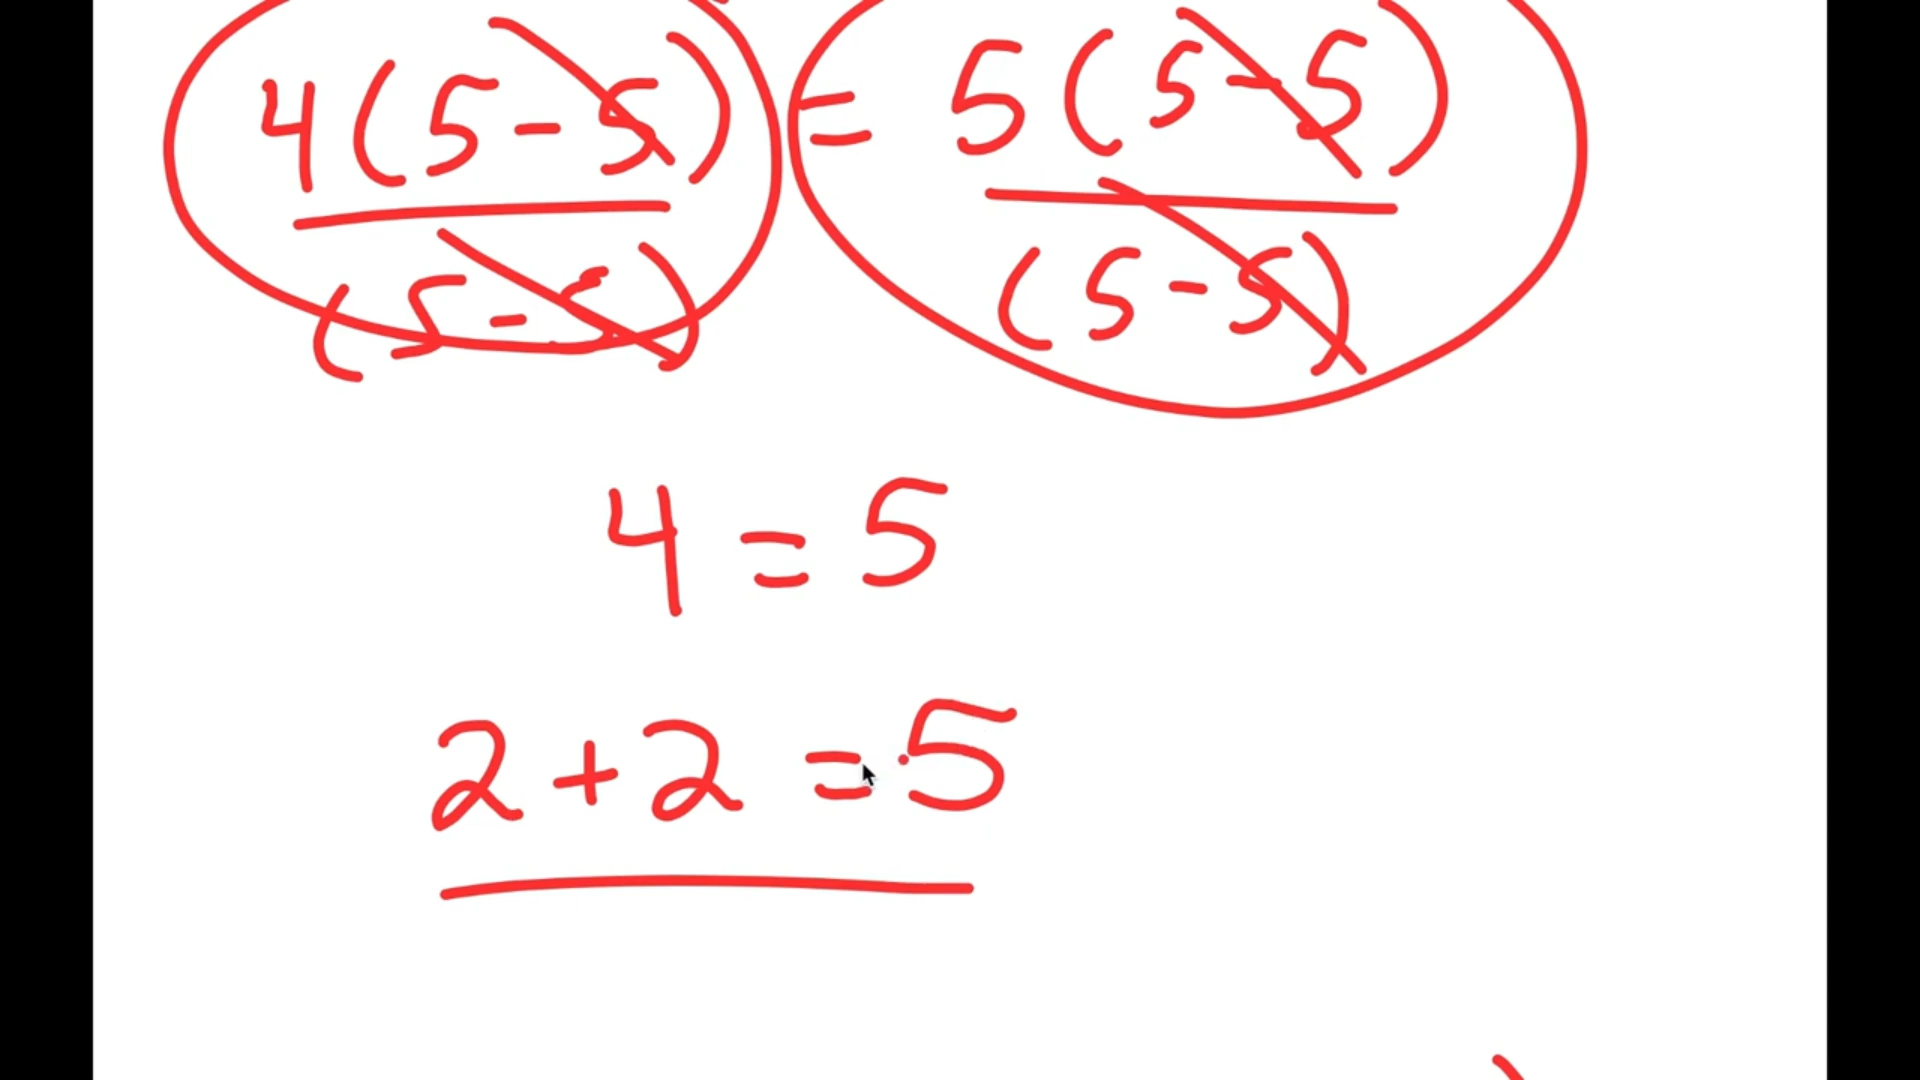 4(5-5) = 5(5-5)
(5-5) (5-5)
4 = 5
2+2 = 5